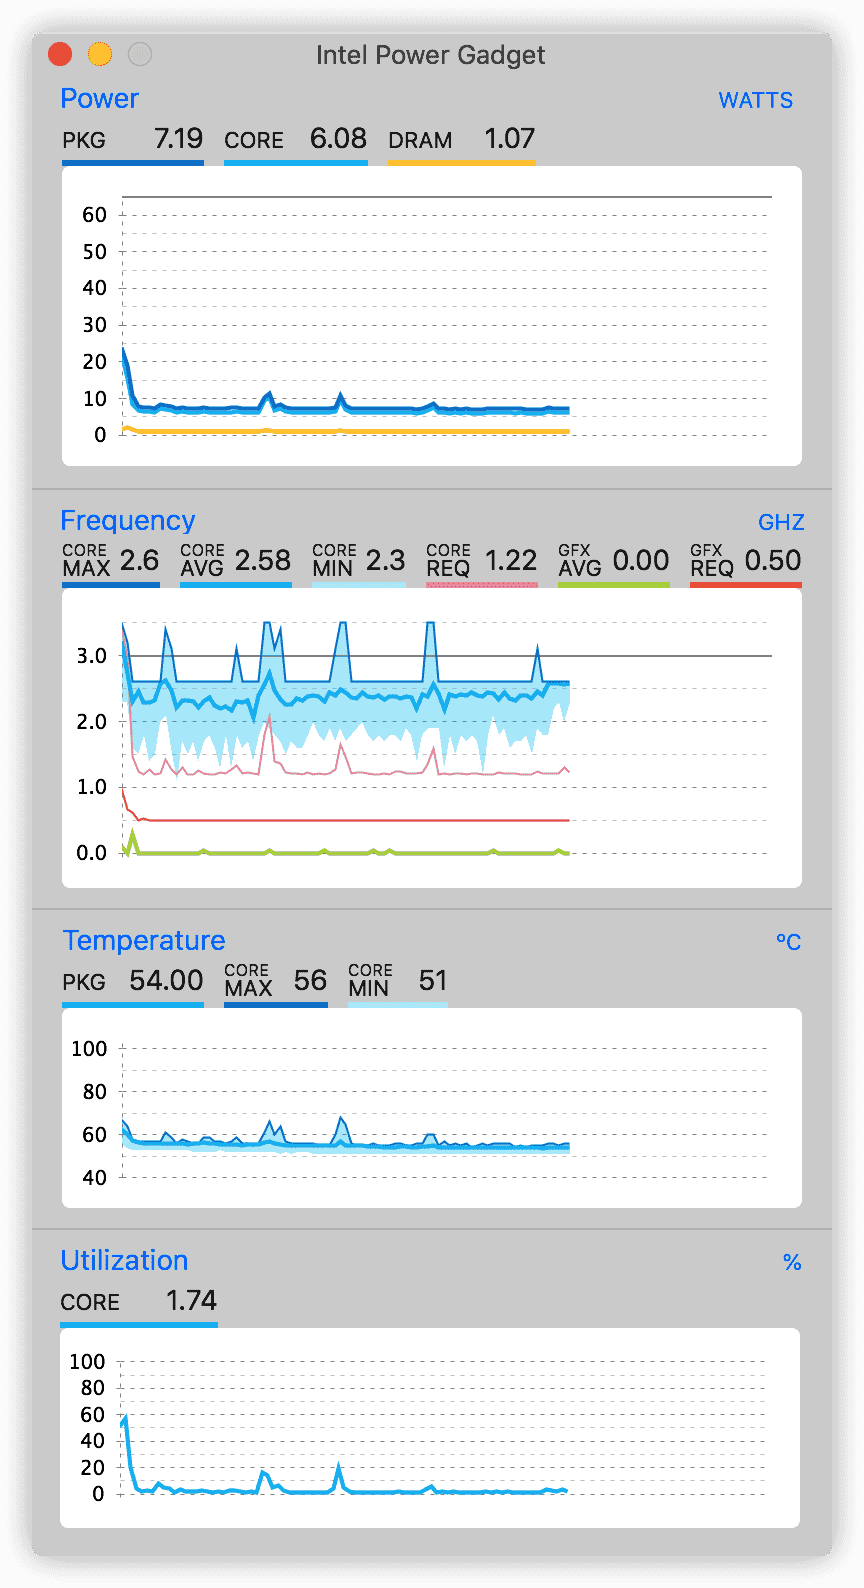 Intel Power Gadget
Power WATTS
PKG 7.19 CORE 6.08 DRAM 1.07
60
50
40
30
20
10
0
Frequency GHZ
CORE MAX 2.6 CORE AVG 2.58 CORE MIN 2.3 CORE REQ 1.22 GFX AVG 0.00 GFX REQ 0.50
3.0
2.0
1.0
0.0
Temperature ºC
PKG 54.00 CORE MAX 56 CORE MIN 51
100
80
60
40
Utilization %
CORE 1.74
100
80
60
40
20
0